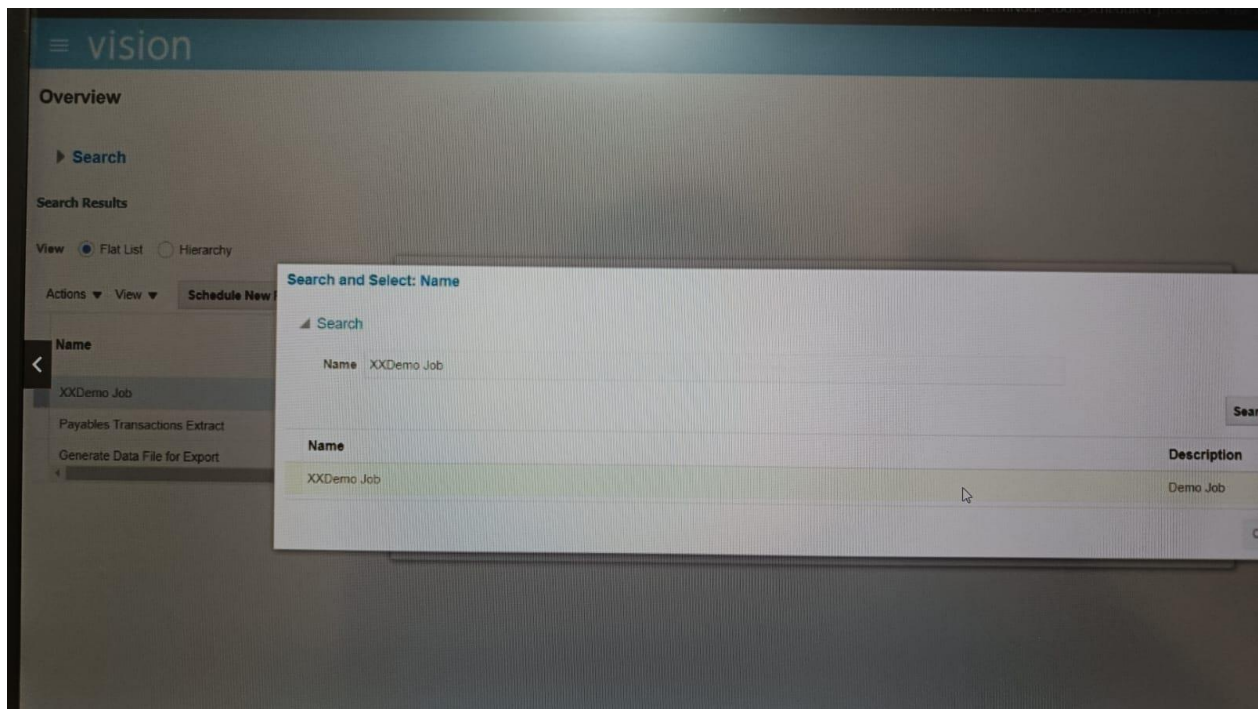 vision
Overview
Search
Search Results
View Flat List Hierarchy
Actions View Schedule New
Name
XXDemo Job
Payables Transactions Extract
Generate Data File for Export
Search and Select: Name
Search
Name XXDemo Job
Name Description
XXDemo Job Demo Job